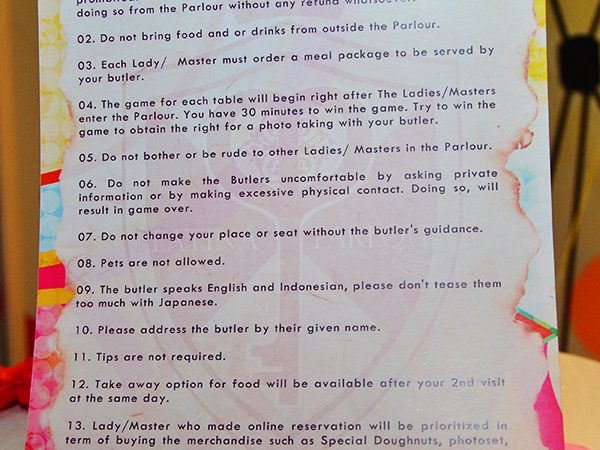 doing so from the Parlour without any refund whatsoever.
02. Do not bring food and or drinks from outside the Parlour.
03. Each Lady/ Master must order a meal package to be served by
your butler.
04. The game for each table will begin right after The Ladies/Masters
enter the Parlour. You have 30 minutes to win the game. Try to win the
game to obtain the right for a photo taking with your butler.
05. Do not bother or be rude to other Ladies/ Masters in the Parlour.
06. Do not make the Butlers uncomfortable by asking private
information or by making excessive physical contact. Doing so, will
result in game over.
07. Do not change your place or seat without the butler's guidance.
08. Pets are not allowed.
09. The butler speaks English and Indonesian, please don't tease them
too much with Japanese.
10. Please address the butler by their given name.
11. Tips are not required.
12. Take away option for food will be available after your 2nd visit
at the same day.
13. Lady/Master who made online reservation will be prioritized in
term of buying the merchandise such as Special Doughnuts, photoset,